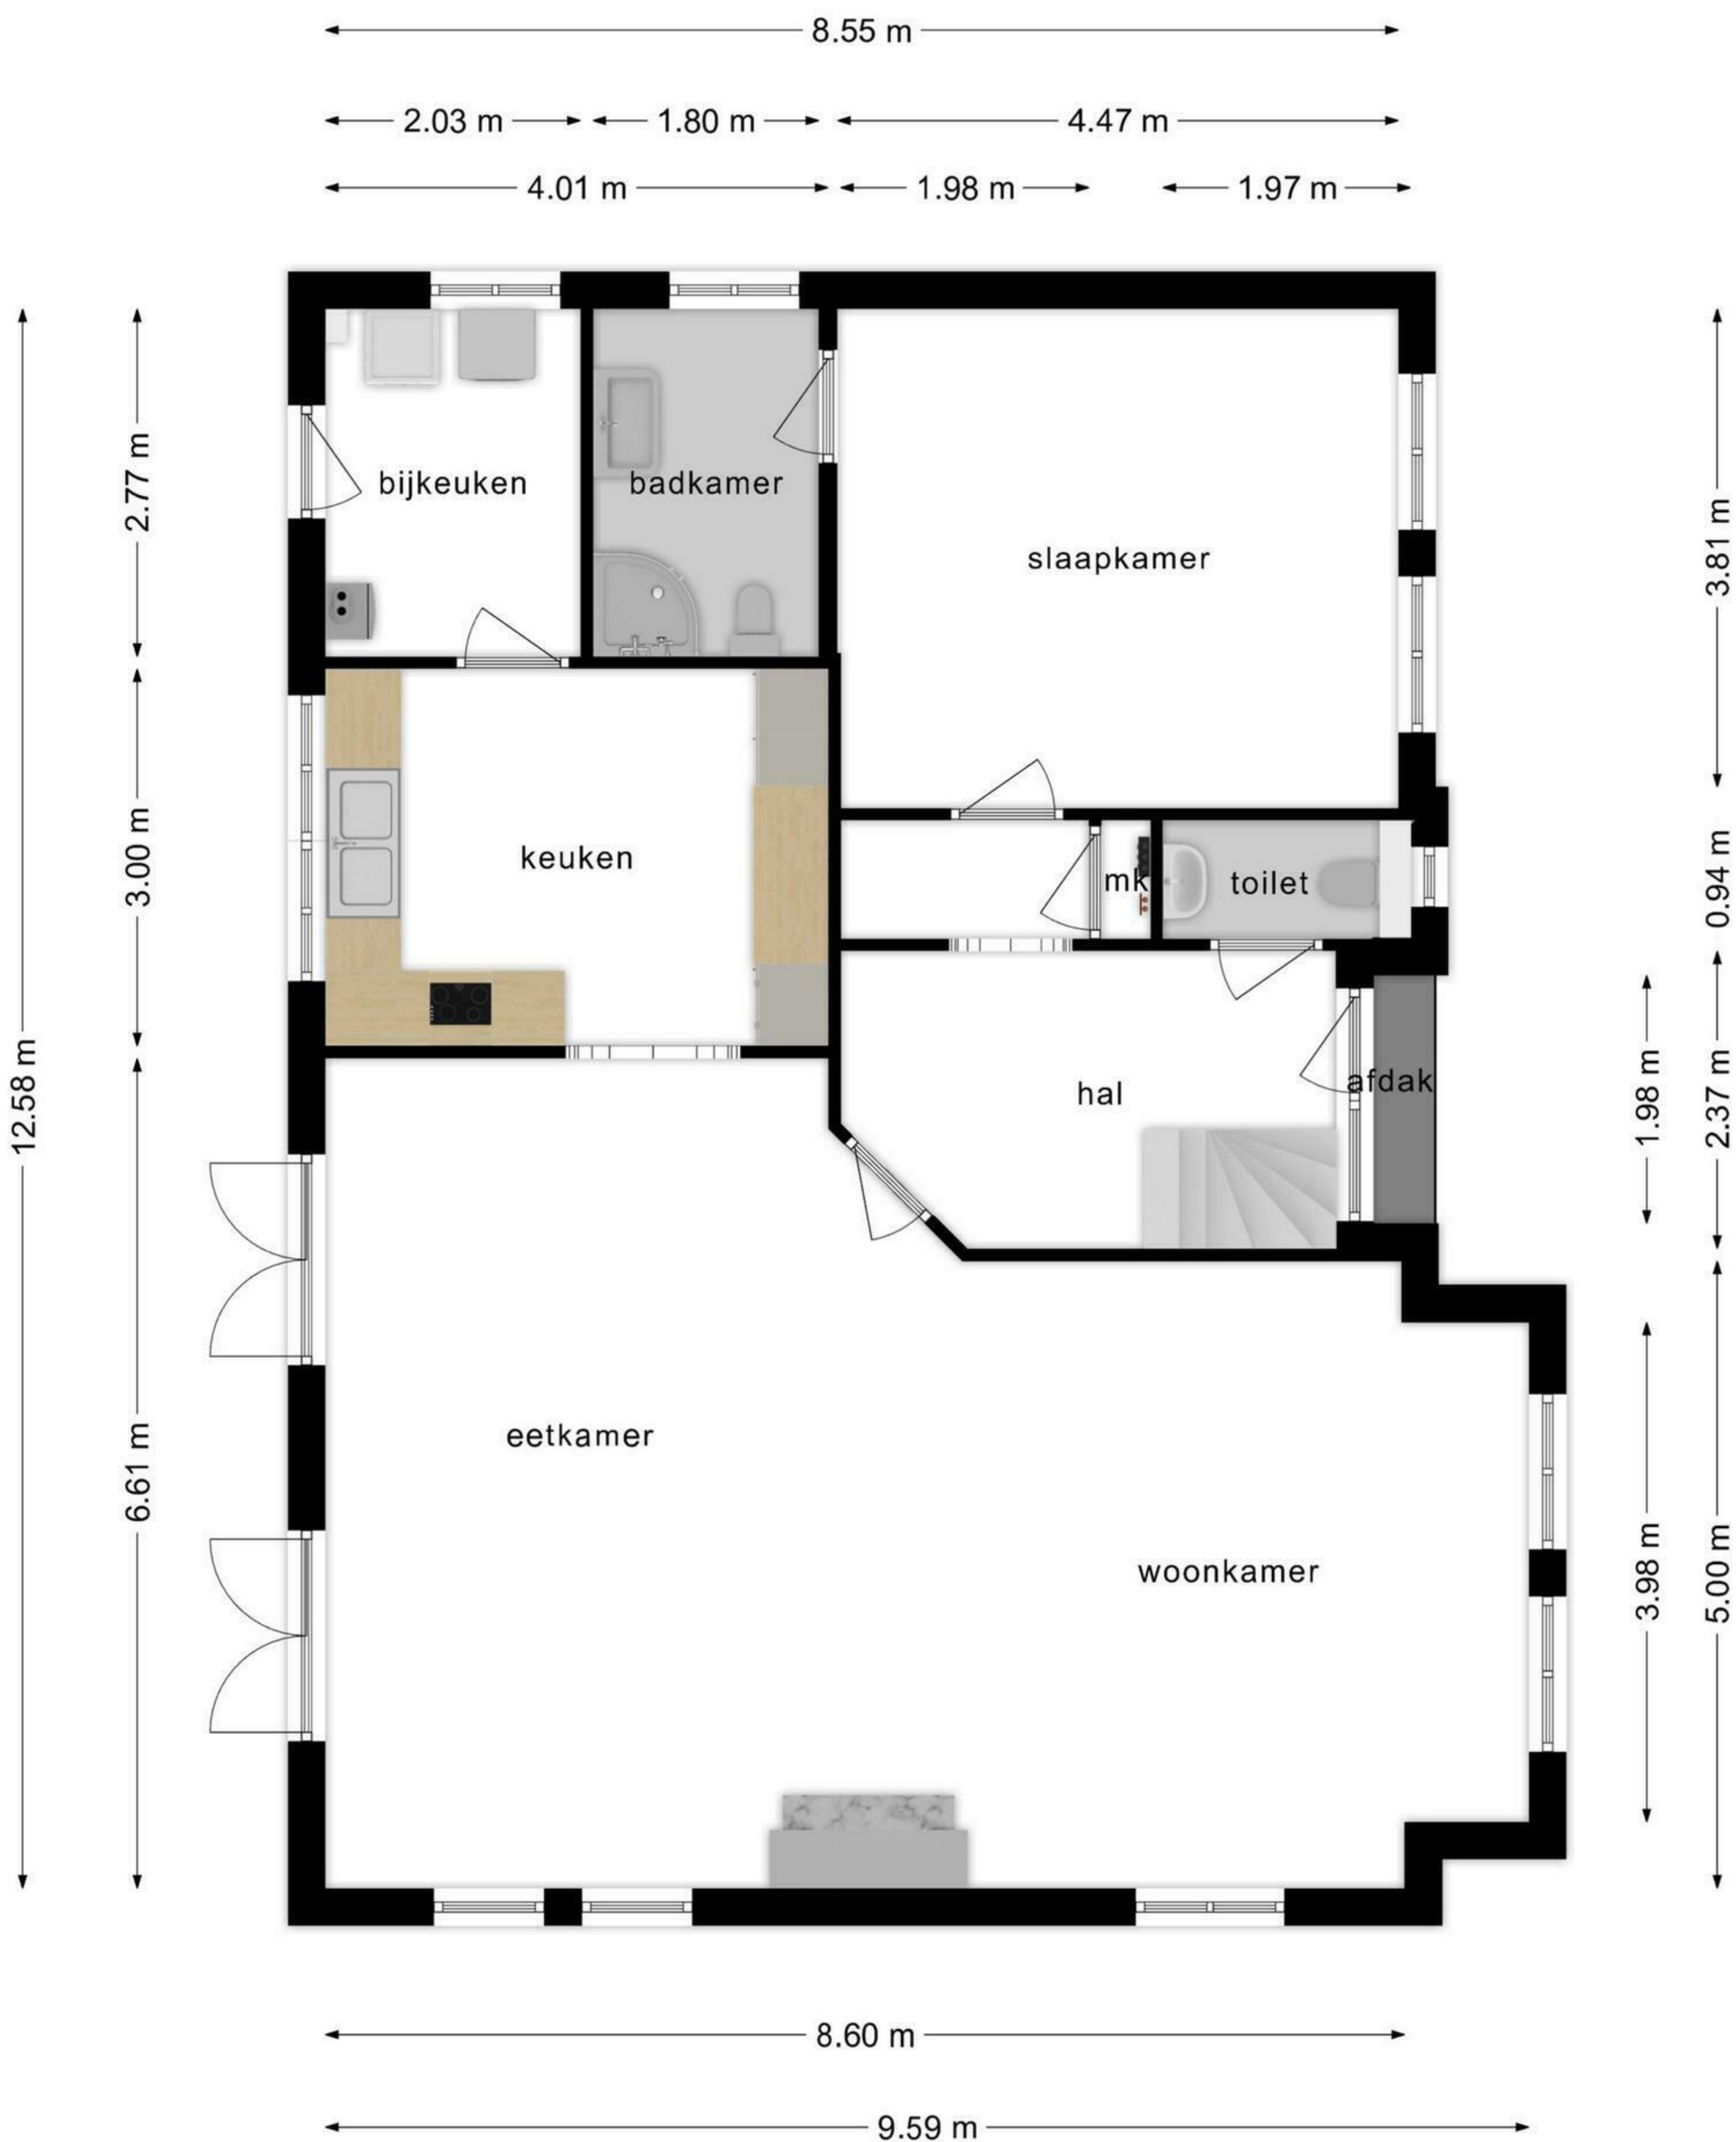 8.55 m
2.03 m
1.80 m
4.47 m
4.01 m
1.98 m
1.97 m
12.58 m
2.77 m
3.00 m
6.61 m
bijkeuken
badkamer
slaapkamer
keuken
mk
toilet
hal
afdak
eetkamer
woonkamer
3.81 m
0.94 m
2.37 m
1.98 m
3.98 m
5.00 m
8.60 m
9.59 m